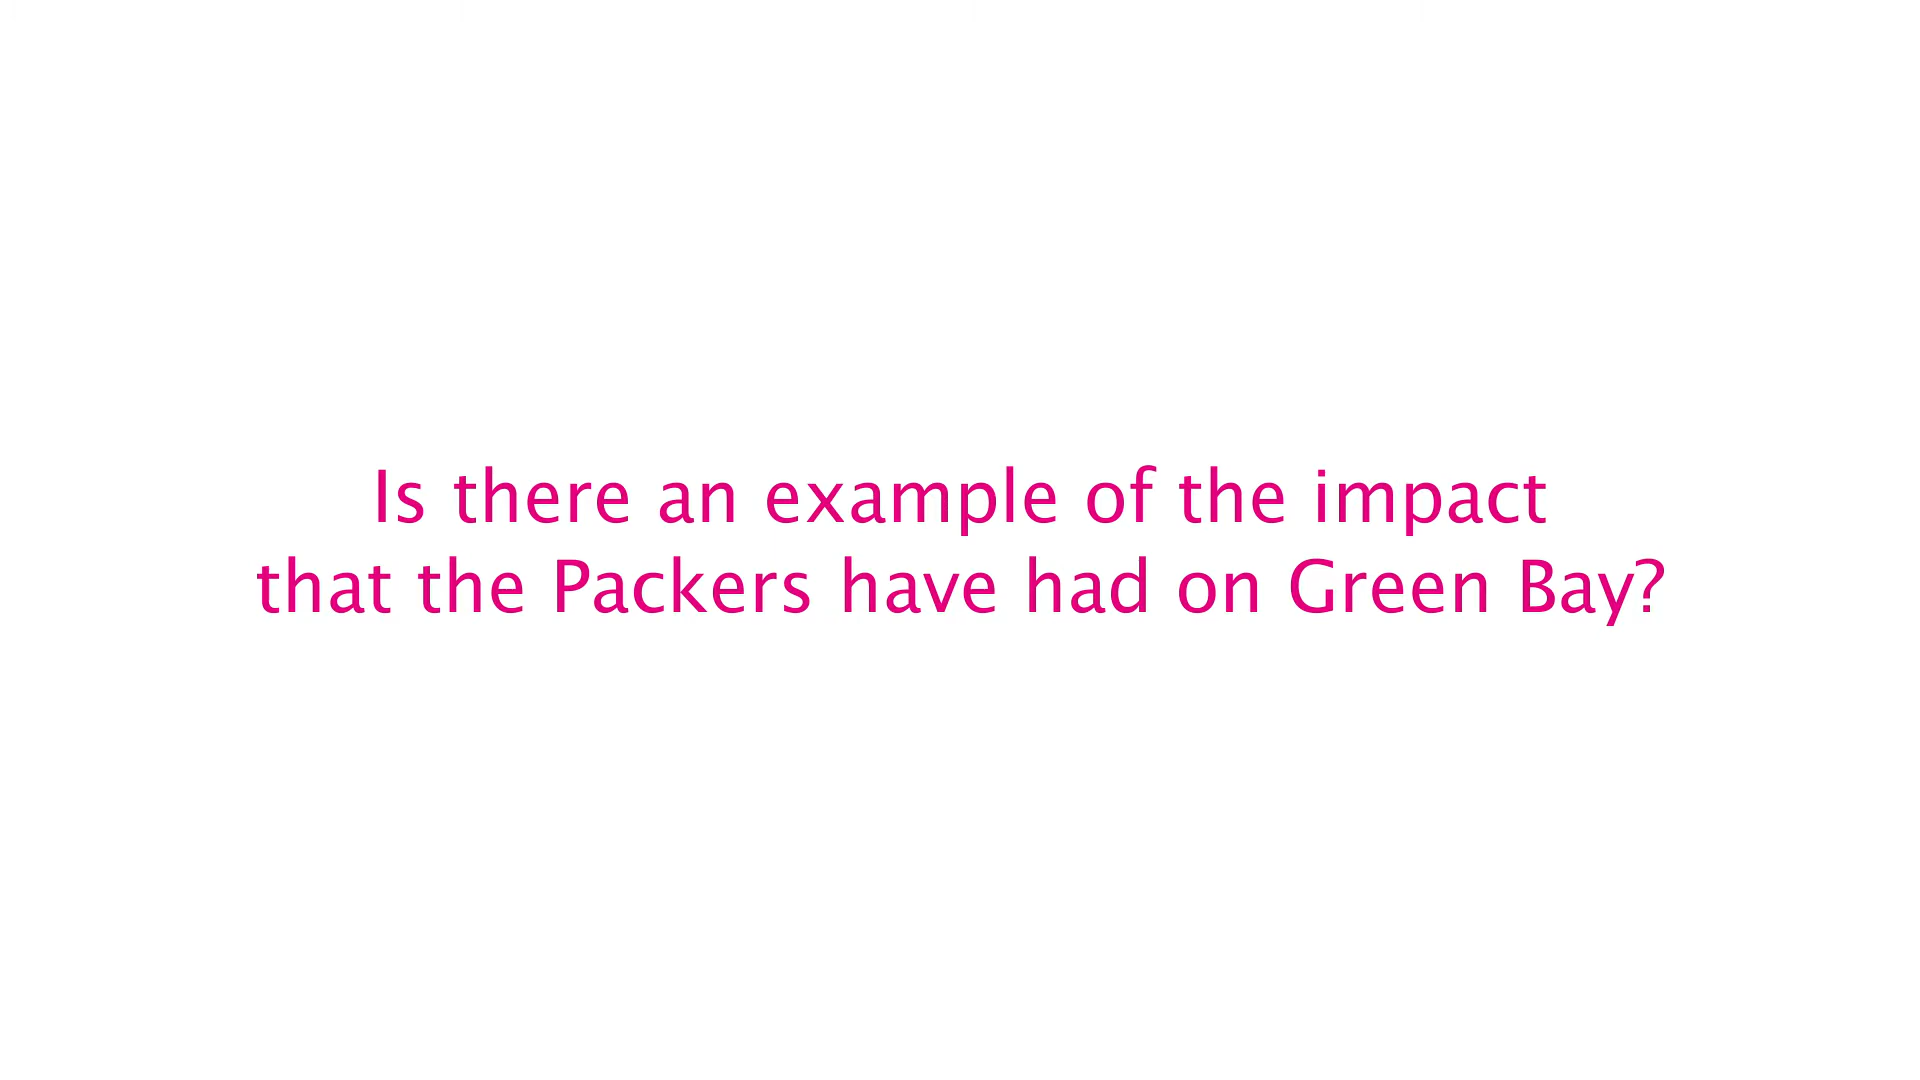 Is there an example of the impact
that the Packers have had on Green Bay?